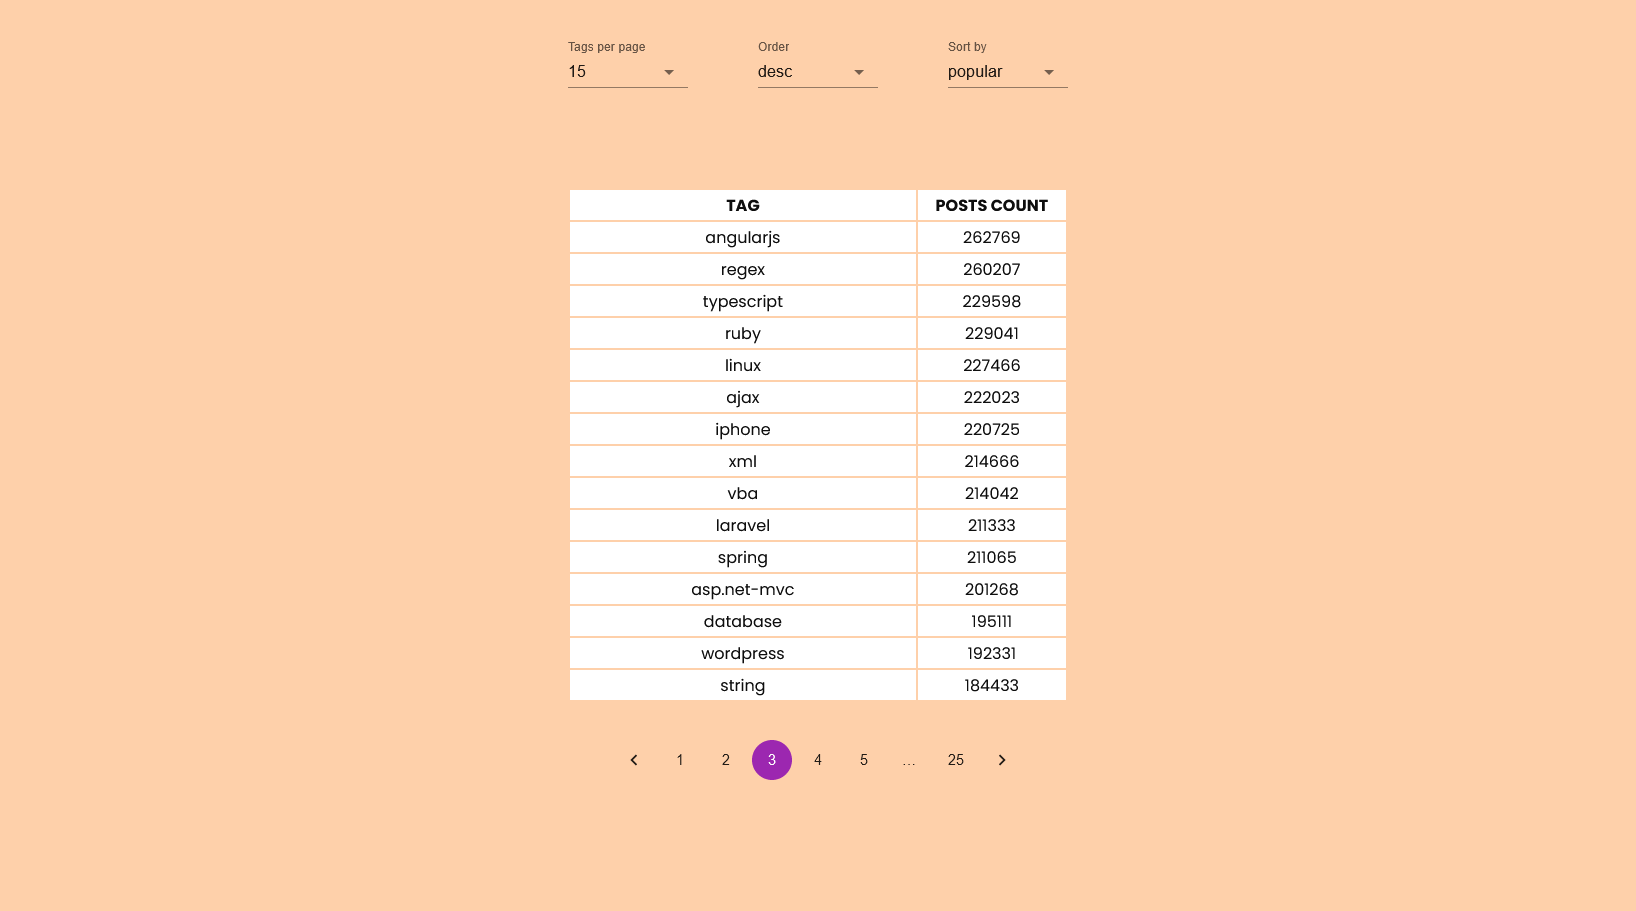 Tags per page Order Sort by
15 desc popular
TAG POSTS COUNT
angularjs 262769
regex 260207
typescript 229598
ruby 229041
linux 227466
ajax 222023
iphone 220725
xml 214666
vba 214042
laravel 211333
spring 211065
asp.net-mvc 201268
database 195111
wordpress 192331
string 184433
1 2 3 4 5 ... 25